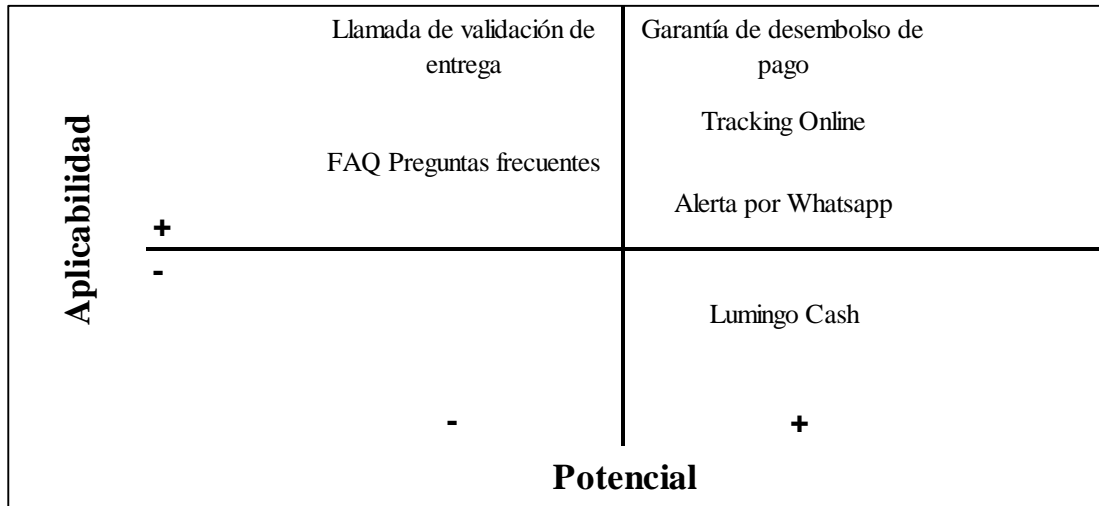 Llamada de validación de
entrega
Garantía de desembolso de
pago
Tracking Online
FAQ Preguntas frecuentes
Alerta por Whatsapp
Aplicabilidad
+
-
Lumingo Cash
-
+
Potencial